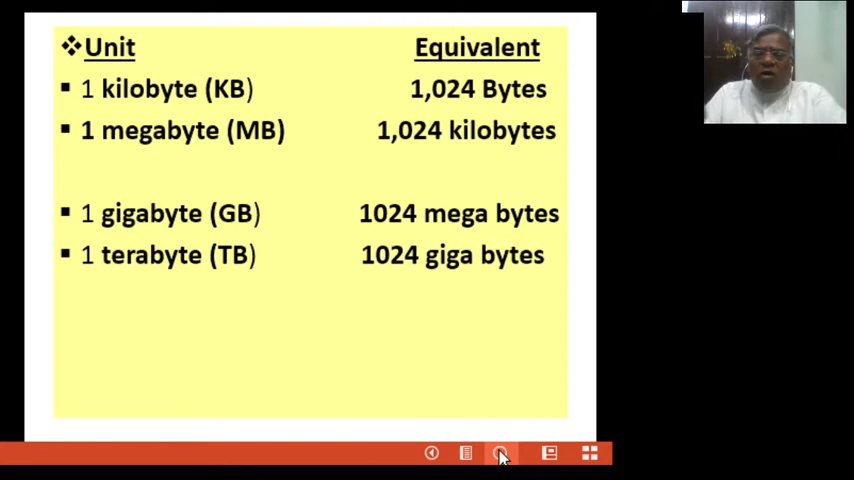 Unit Equivalent
1 kilobyte (KB) 1,024 Bytes
1 megabyte (MB) 1,024 kilobytes
1 gigabyte (GB) 1024 mega bytes
1 terabyte (TB) 1024 giga bytes